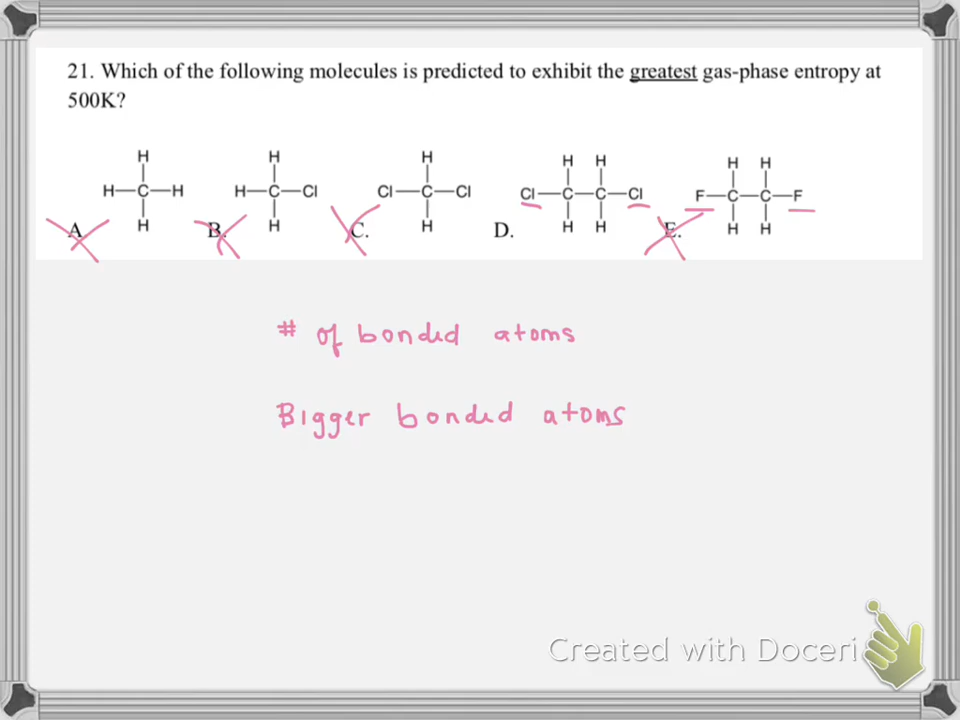 21. Which of the following molecules is predicted to exhibit the greatest gas-phase entropy at
500K?
H H H H H H H
H—C—H H—C—Cl Cl—C—Cl Cl—C—C—Cl F—C—C—F
H H H H H H H
A. B. C. D. E.
# of bonded atoms
Bigger bonded atoms
Created with Doceri